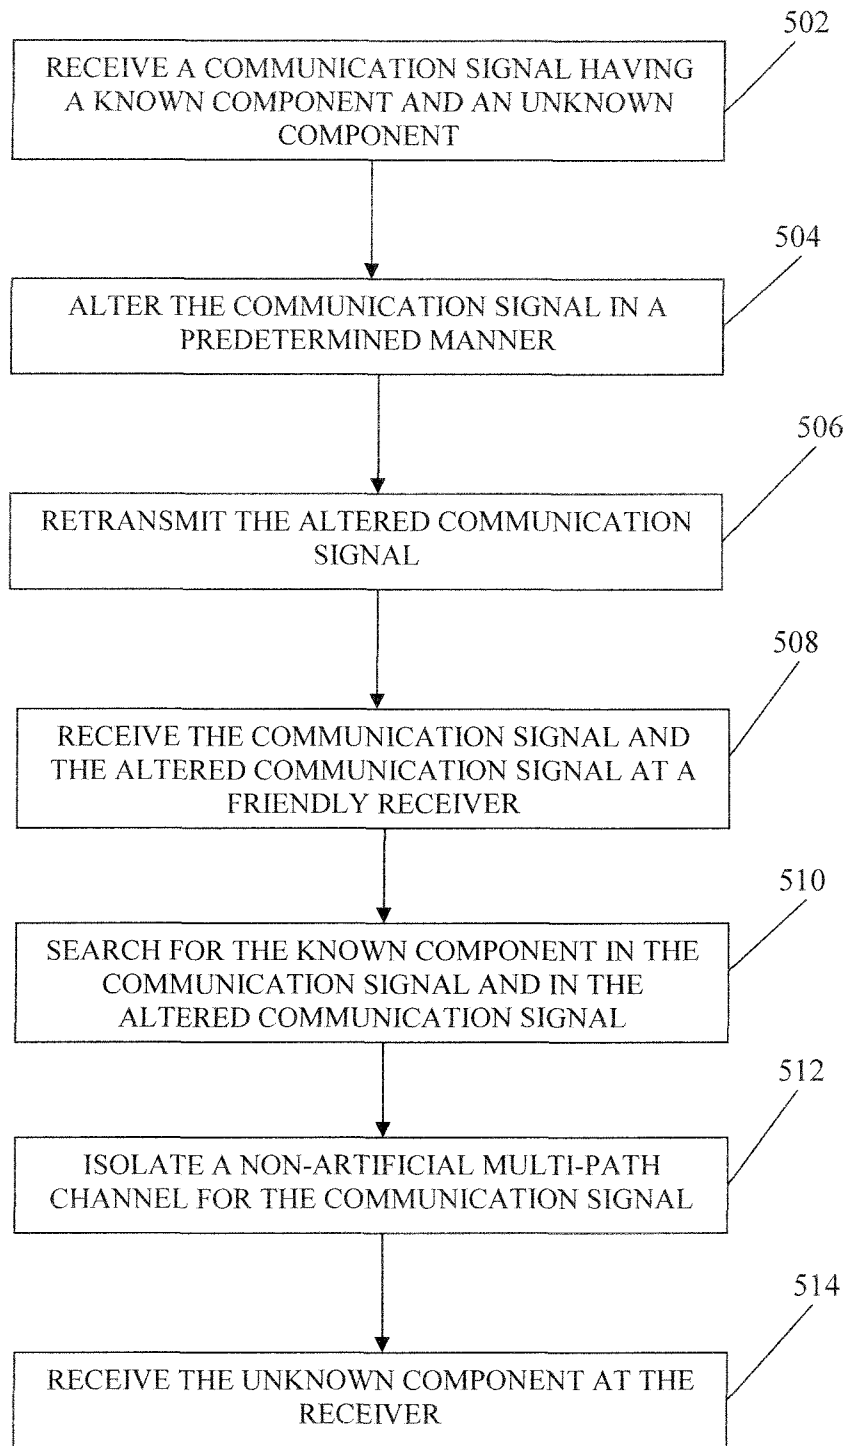 502
RECEIVE A COMMUNICATION SIGNAL HAVING
A KNOWN COMPONENT AND AN UNKNOWN
COMPONENT
504
ALTER THE COMMUNICATION SIGNAL IN A
PREDETERMINED MANNER
506
RETRANSMIT THE ALTERED COMMUNICATION
SIGNAL
508
RECEIVE THE COMMUNICATION SIGNAL AND
THE ALTERED COMMUNICATION SIGNAL AT A
FRIENDLY RECEIVER
510
SEARCH FOR THE KNOWN COMPONENT IN THE
COMMUNICATION SIGNAL AND IN THE
ALTERED COMMUNICATION SIGNAL
512
ISOLATE A NON-ARTIFICIAL MULTI-PATH
CHANNEL FOR THE COMMUNICATION SIGNAL
514
RECEIVE THE UNKNOWN COMPONENT AT THE
RECEIVER